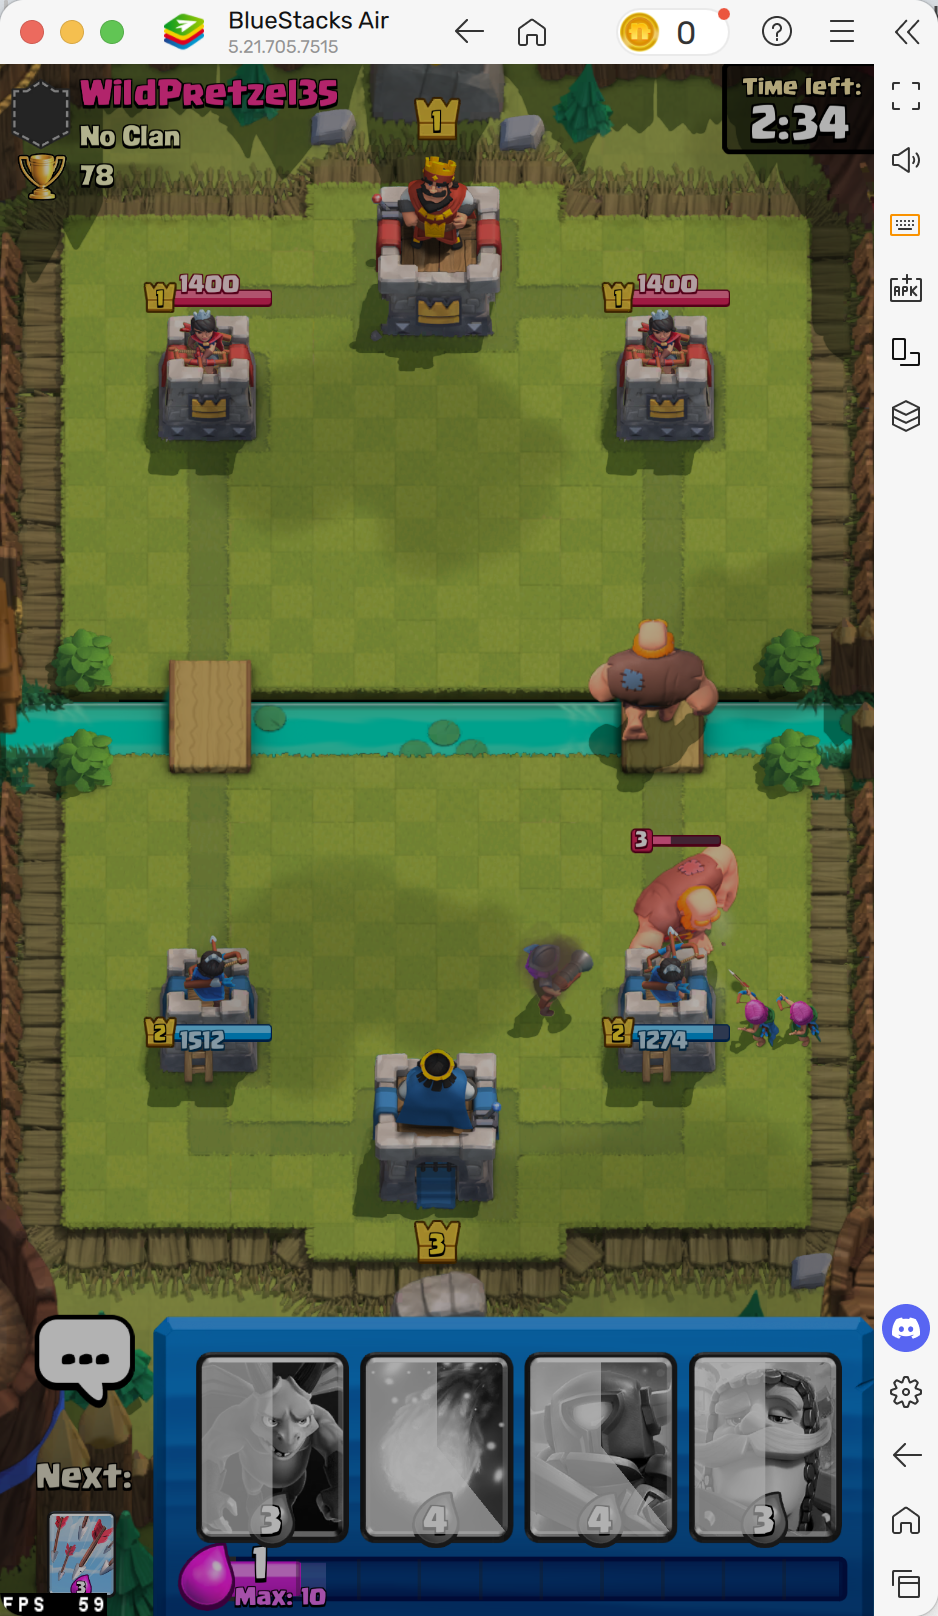 BlueStacks Air
5.21.705.7515
0
WildPretzel35
No Clan
78
1
Time left:
2:34
APK
1 1400
1 1400
3
2 1512
2 1274
3
...
Next:
3
4
4
3
3
1
Max: 10
FPS 59